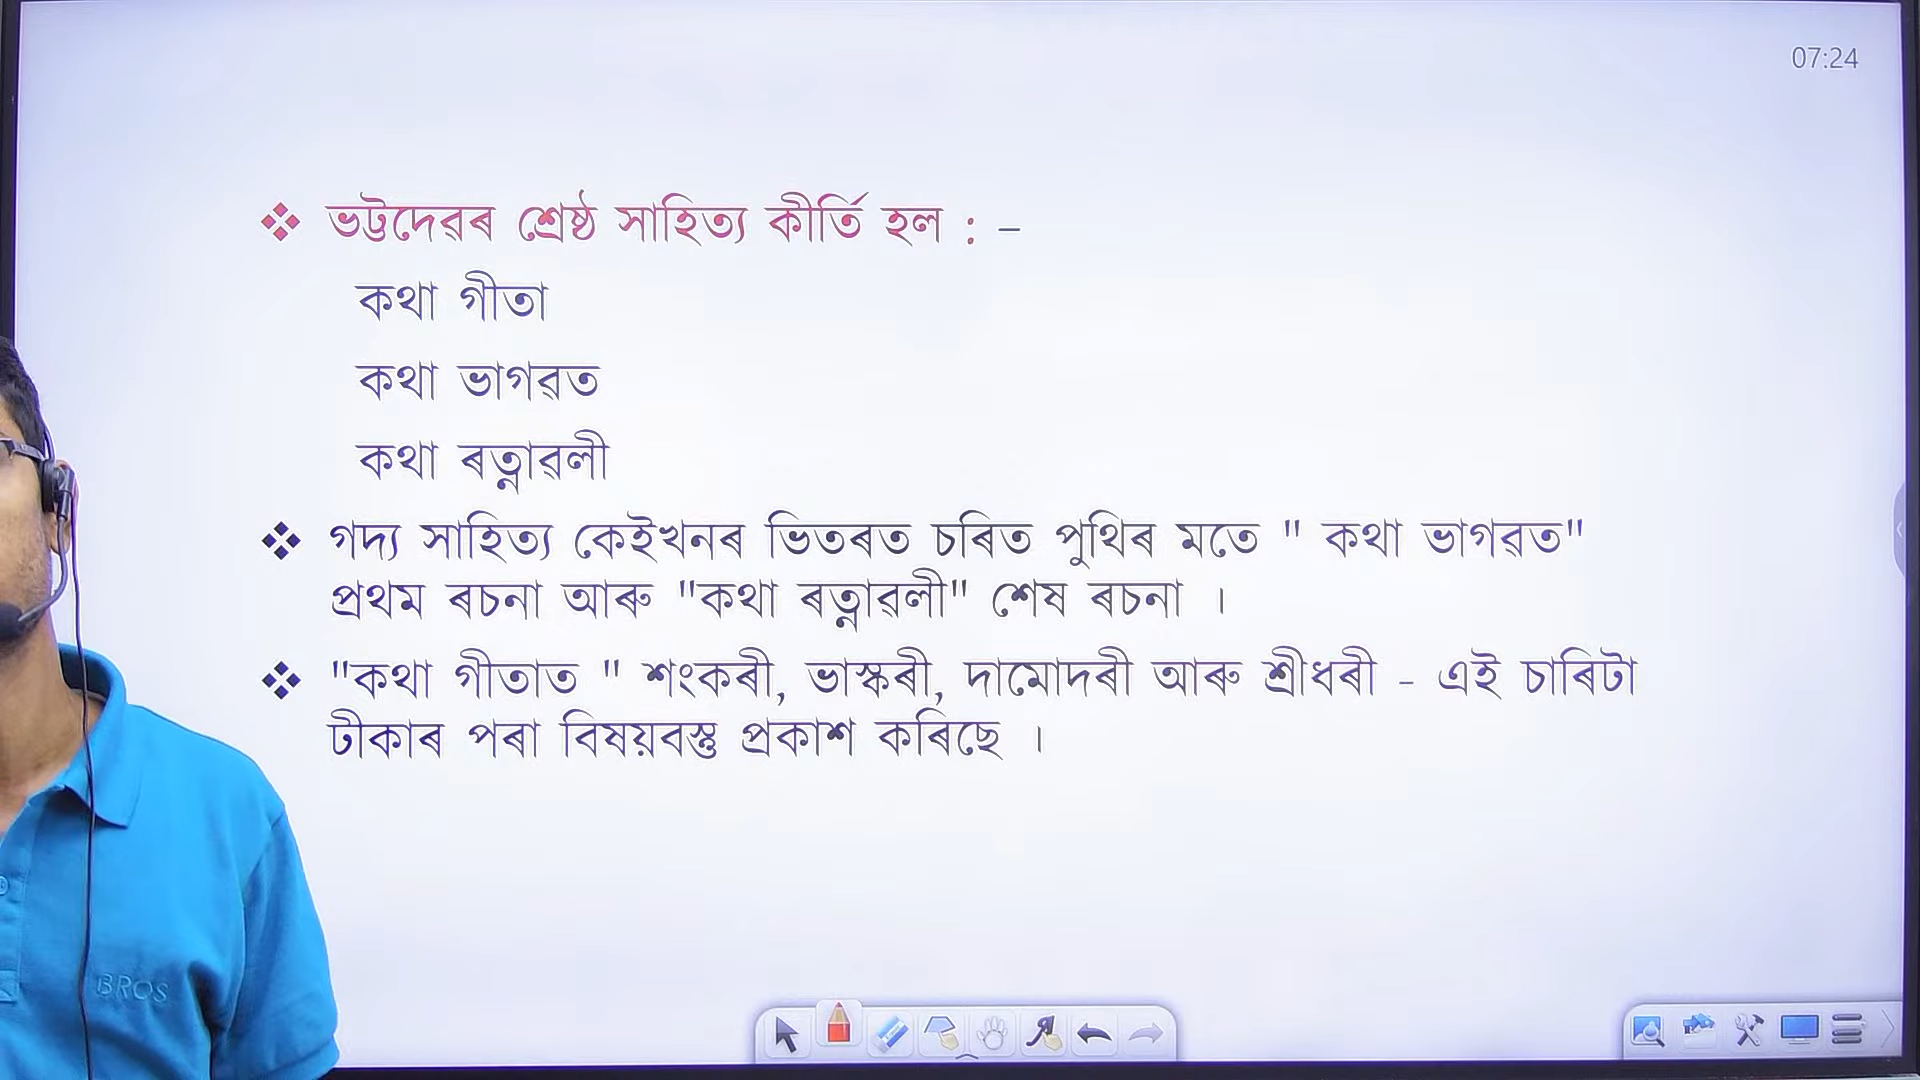 07:24
❖ ভট্টদেৱৰ শ্ৰেষ্ঠ সাহিত্য কীৰ্তি হল : –
কথা গীতা
কথা ভাগৱত
কথা ৰত্নাৱলী
❖ গদ্য সাহিত্য কেইখনৰ ভিতৰত চৰিত পুথিৰ মতে " কথা ভাগৱত"
প্ৰথম ৰচনা আৰু "কথা ৰত্নাৱলী" শেষ ৰচনা ।
❖ "কথা গীতাত " শংকৰী, ভাস্কৰী, দামোদৰী আৰু শ্ৰীধৰী - এই চাৰিটা
টীকাৰ পৰা বিষয়বস্তু প্ৰকাশ কৰিছে ।
BROS